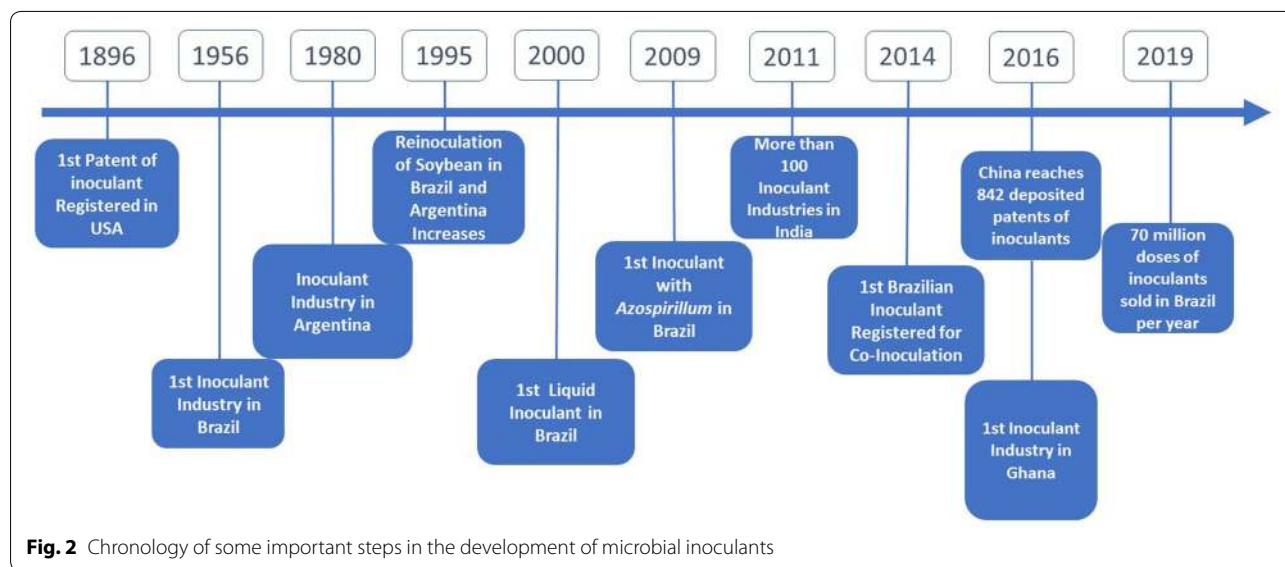 1896
1956
1980
1995
2000
2009
2011
2014
2016
2019
1st Patent of
inoculant
Registered in
USA
1st Inoculant
Industry in
Brazil
Inoculant
Industry in
Argentina
Reinoculation
of Soybean in
Brazil and
Argentina
Increases
1st Liquid
Inoculant in
Brazil
1st Inoculant
with
Azospirillum in
Brazil
More than
100
Inoculant
Industries in
India
1st Brazilian
Inoculant
Registered for
Co-Inoculation
China reaches
842 deposited
patents of
inoculants
1st Inoculant
Industry in
Ghana
70 million
doses of
inoculants
sold in Brazil
per year
Fig. 2 Chronology of some important steps in the development of microbial inoculants